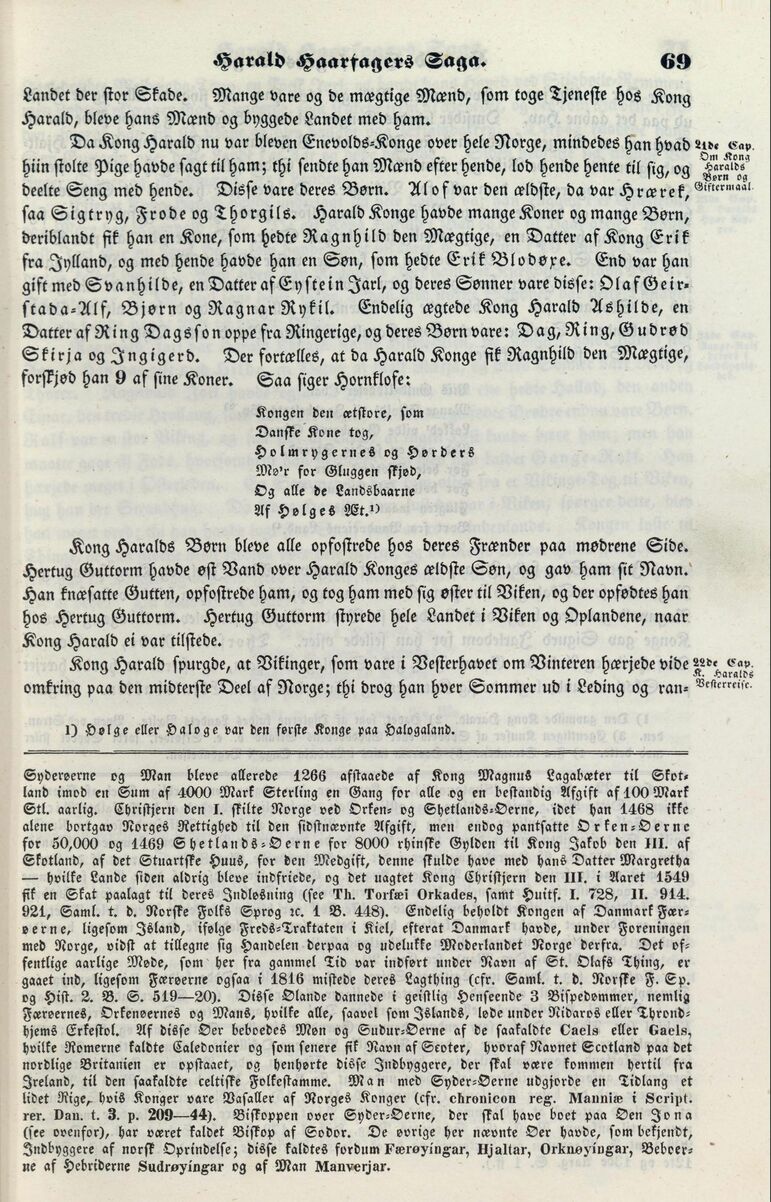 Harald Haarfagers Saga. 69
Landet der stor Skade. Mange vare og de mægtige Mænd, som toge Tjeneste hos Kong
Harald, bleve hans Mænd og byggede Landet med ham.
Da Kong Harald nu var bleven Enevolds-Konge over hele Norge, mindedes han hvad
21de Cap.
hiin stolte Pige havde sagt til ham; thi sendte han Mænd efter hende, lod hende hente til sig, og
Om Kong
Haralds
deelte Seng med hende. Disse vare deres Børn. Alof var den ældste, da var Hrærek,
Børn og
Giftermaal.
saa Sigtryg, Frode og Thorgils. Harald Konge havde mange Koner og mange Børn,
deriblandt fik han en Kone, som hedte Ragnhild den Mægtige, en Datter af Kong Erik
fra Jylland, og med hende havde han en Søn, som hedte Erik Blodøxe. End var han
gift med Svanhilde, en Datter af Eystein Jarl, og deres Sønner vare disse: Olaf Geir-
stada-Alf, Bjørn og Ragnar Rykil. Endelig ægtede Kong Harald Ashilde, en
Datter af Ring Dagsson oppe fra Ringerige, og deres Børn vare: Dag, Ring, Gudrød
Skirja og Ingigerd. Der fortælles, at da Harald Konge fik Ragnhild den Mægtige,
forskjød han 9 af sine Koner. Saa siger Hornklofe:
Kongen den ætstore, som
Danske Kone tog,
Holmrygernes og Hørders
Mø'r for Gluggen skjød,
Og alle de Landsbaarne
Af Hølges Æt.¹)
Kong Haralds Børn bleve alle opfostrede hos deres Frænder paa mødrene Side.
Hertug Guttorm havde øst Vand over Harald Konges ældste Søn, og gav ham sit Navn.
Han knæsatte Gutten, opfostrede ham, og tog ham med sig øster til Viken, og der opfødtes han
hos Hertug Guttorm. Hertug Guttorm styrede hele Landet i Viken og Oplandene, naar
Kong Harald ei var tilstede.
Kong Harald spurgde, at Vikinger, som vare i Vesterhavet om Vinteren hærjede vide
22de Cap.
K. Haralds
omkring paa den midterste Deel af Norge; thi drog han hver Sommer ud i Leding og ran-
Vesterreise.
1) Hølge eller Haloge var den første Konge paa Halogaland.
Syderøerne og Man bleve allerede 1266 afstaaede af Kong Magnus Lagabæter til Skot-
land imod en Sum af 4000 Mark Sterling en Gang for alle og en bestandig Afgift af 100 Mark
Stl. aarlig. Christjern den I. skilte Norge ved Orken- og Shetlands-Øerne, idet han 1468 ikke
alene bortgav Norges Rettighed til den sidstnævnte Afgift, men endog pantsatte Orken-Øerne
for 50,000 og 1469 Shetlands-Øerne for 8000 rhinske Gylden til Kong Jakob den III. af
Skotland, af det Stuartske Huus, for den Medgift, denne skulde have med hans Datter Margretha
— hvilke Lande siden aldrig bleve indfriede, og det uagtet Kong Christjern den III. i Aaret 1549
fik en Skat paalagt til deres Indløsning (see Th. Torfæi Orkades, samt Huitf. I. 728, II. 914.
921, Saml. t. d. Norske Folks Sprog ꝛc. 1 B. 448). Endelig beholdt Kongen af Danmark Fær-
øerne, ligesom Island, ifølge Freds-Traktaten i Kiel, efterat Danmark havde, under Foreningen
med Norge, vidst at tillegne sig Handelen derpaa og udelukke Moderlandet Norge derfra. Det of-
fentlige aarlige Møde, som her fra gammel Tid var indført under Navn af St. Olafs Thing, er
gaaet ind, ligesom Færøerne ogsaa i 1816 mistede deres Lagthing (cfr. Saml. t. d. Norske F. Sp.
og Hist. 2. B. S. 519—20). Disse Ølande dannede i geistlig Henseende 3 Bispedømmer, nemlig
Færøernes, Orkenøernes og Mans, hvilke alle, saavel som Islands, løde under Nidaros eller Thrond-
hjems Erkestol. Af disse Øer beboedes Møn og Sudur-Øerne af de saakaldte Caels eller Gaels,
hvilke Romerne kaldte Caledonier og som senere fik Navn af Scoter, hvoraf Navnet Scotland paa det
nordlige Britanien er opstaaet, og henhørte disse Indbyggere, der skal være kommen hertil fra
Ireland, til den saakaldte celtiske Folkestamme. Man med Syder-Øerne udgjorde en Tidlang et
lidet Rige, hvis Konger vare Vasaller af Norges Konger (cfr. chronicon reg. Manniæ i Script.
rer. Dan. t. 3. p. 209—44). Biskoppen over Syder-Øerne, der skal have boet paa Øen Jona
(see ovenfor), har været kaldet Biskop af Sodor. De øvrige her nævnte Øer havde, som bekjendt,
Indbyggere af norsk Oprindelse; disse kaldtes fordum Færøyingar, Hjaltar, Orknøyingar, Beboer-
ne af Hebriderne Sudrøyingar og af Man Manverjar.